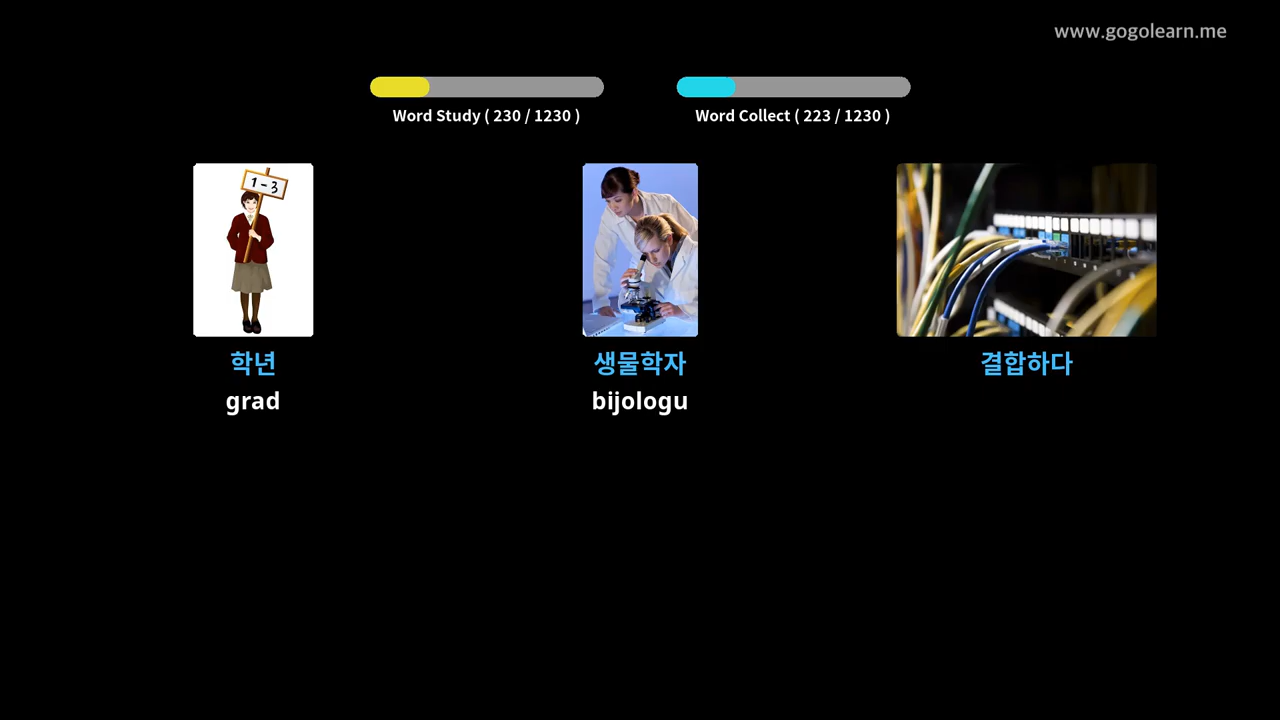 www.gogolearn.me
Word Study ( 230 / 1230 )
Word Collect ( 223 / 1230 )
1 - 3
학년
생물학자
결합하다
grad
bijologu